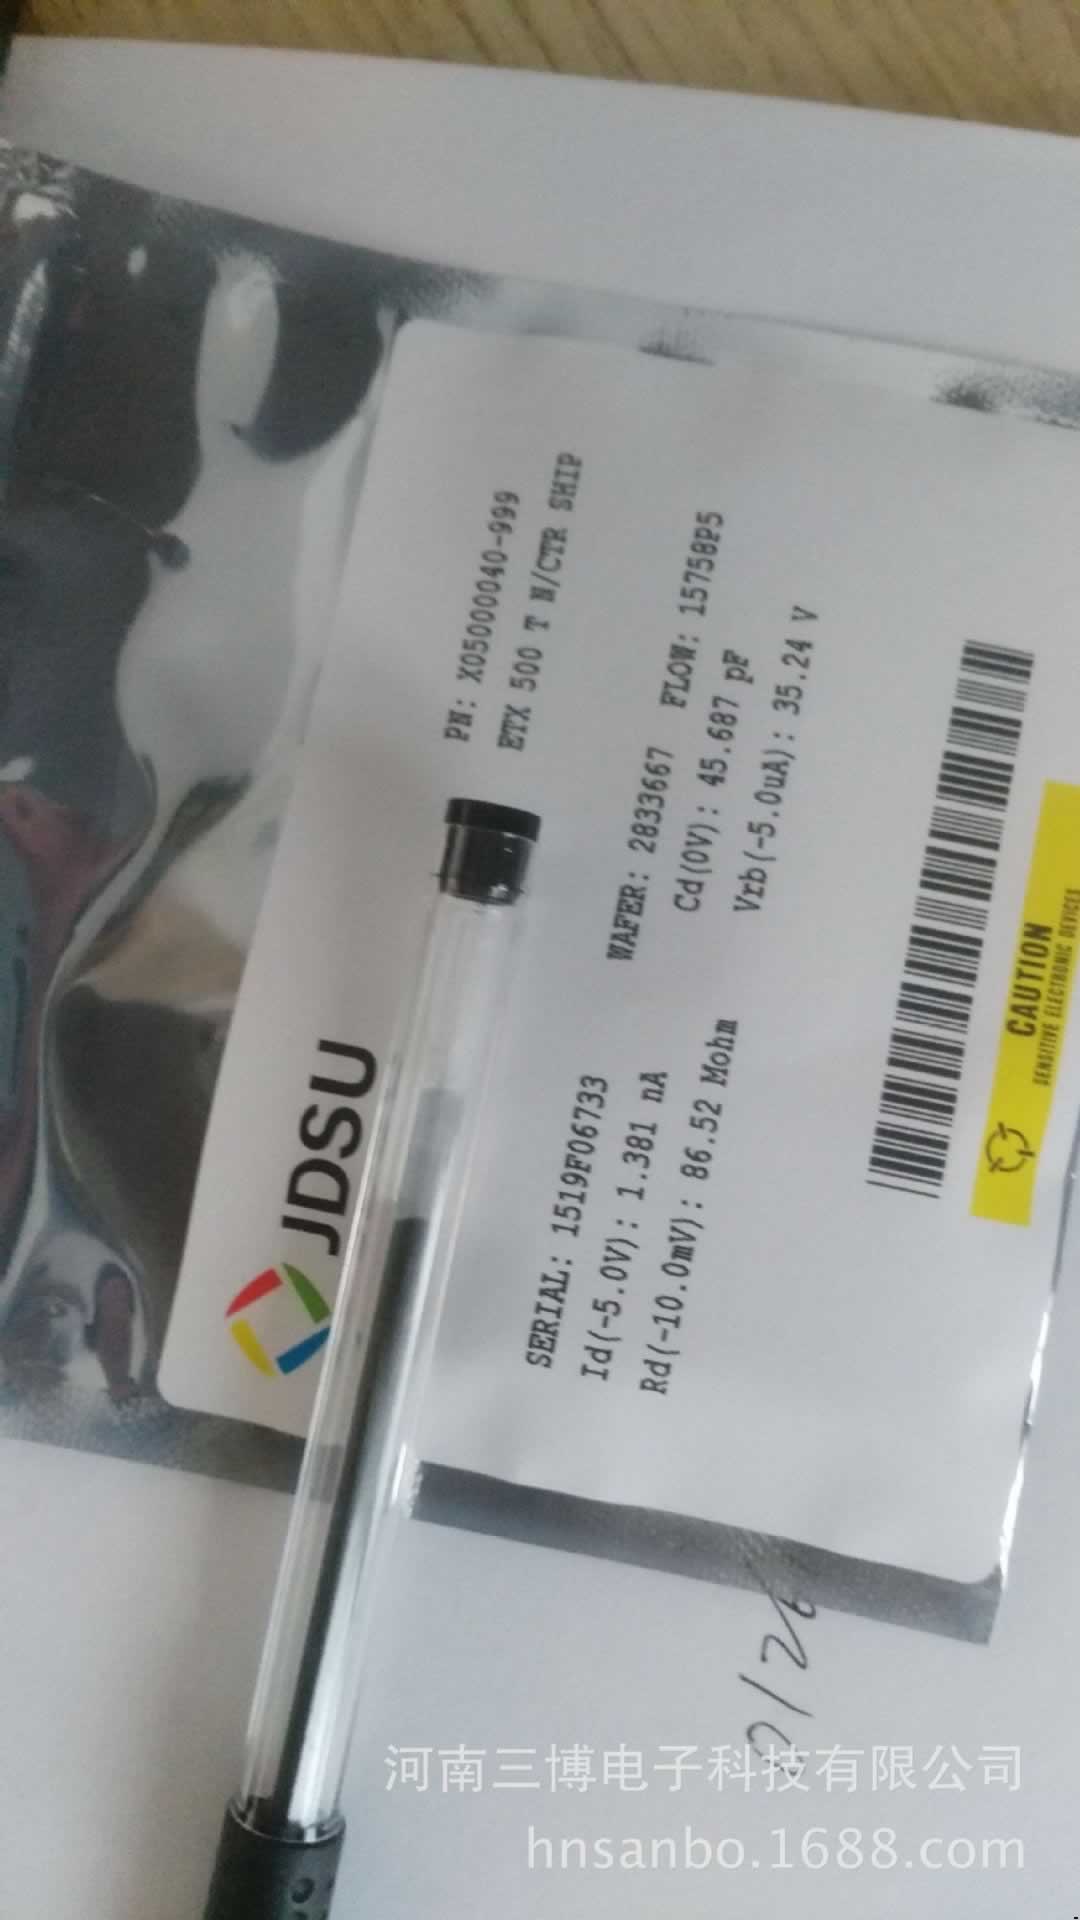 JDSU
PN: X05000040-999
ETX 500 T N/CTR SHIP
SERIAL: 1519F06733
WAFER: 2833667 FLOW: 15758P5
Id(-5.0V): 1.381 nA
Cd(0V): 45.687 pF
Rd(-10.0mV): 86.52 Mohm
Vrb(-5.0uA): 35.24 V
CAUTION
SENSITIVE ELECTRONIC DEVICES
河南三博电子科技有限公司
hnsanbo.1688.com